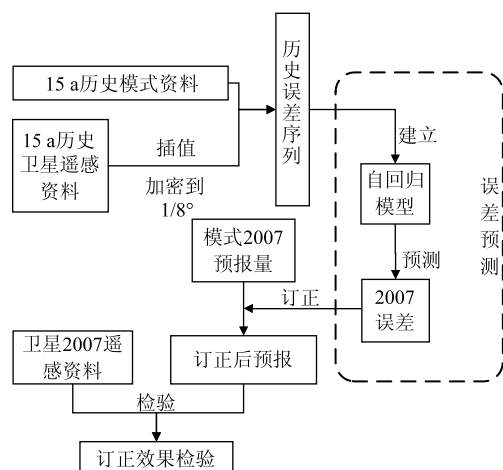 15 a历史模式资料
15 a历史
卫星遥感
资料
插值
加密到
1/8°
历史误差序列
建立
自回归
模型
误差预测
预测
2007
误差
模式2007
预报量
订正
卫星2007遥
感资料
订正后预报
检验
订正效果检验